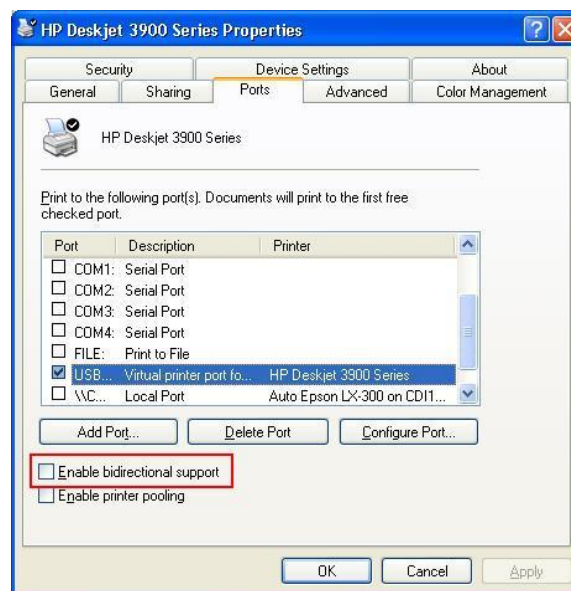 HP Deskjet 3900 Series Properties
Security Device Settings About
General Sharing Ports Advanced Color Management
HP Deskjet 3900 Series
Print to the following port(s). Documents will print to the first free
checked port.
Port Description Printer
COM1: Serial Port
COM2: Serial Port
COM3: Serial Port
COM4: Serial Port
FILE: Print to File
USB... Virtual printer port fo... HP Deskjet 3900 Series
\\C... Local Port Auto Epson LX-300 on CDI1...
Add Port... Delete Port Configure Port...
Enable bidirectional support
Enable printer pooling
OK Cancel Apply